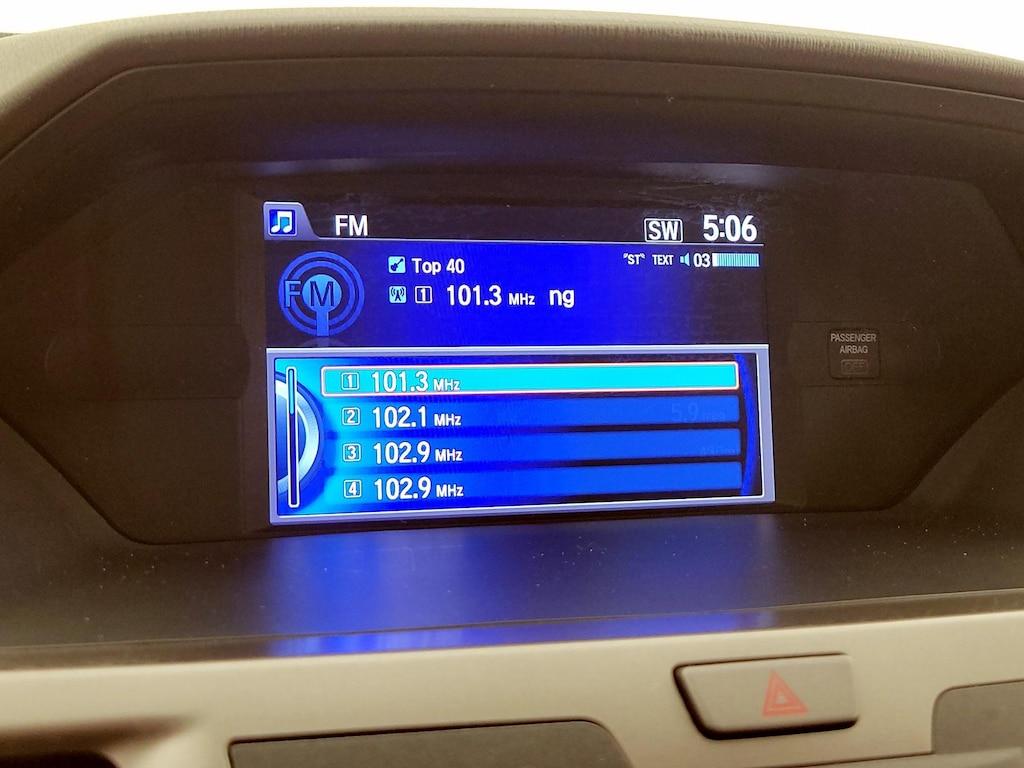 FM SW 5:06
Top 40 "ST" TEXT 03
FM 1 101.3 MHz ng
1 101.3 MHz
2 102.1 MHz
3 102.9 MHz
4 102.9 MHz
PASSENGER
AIRBAG
OFF